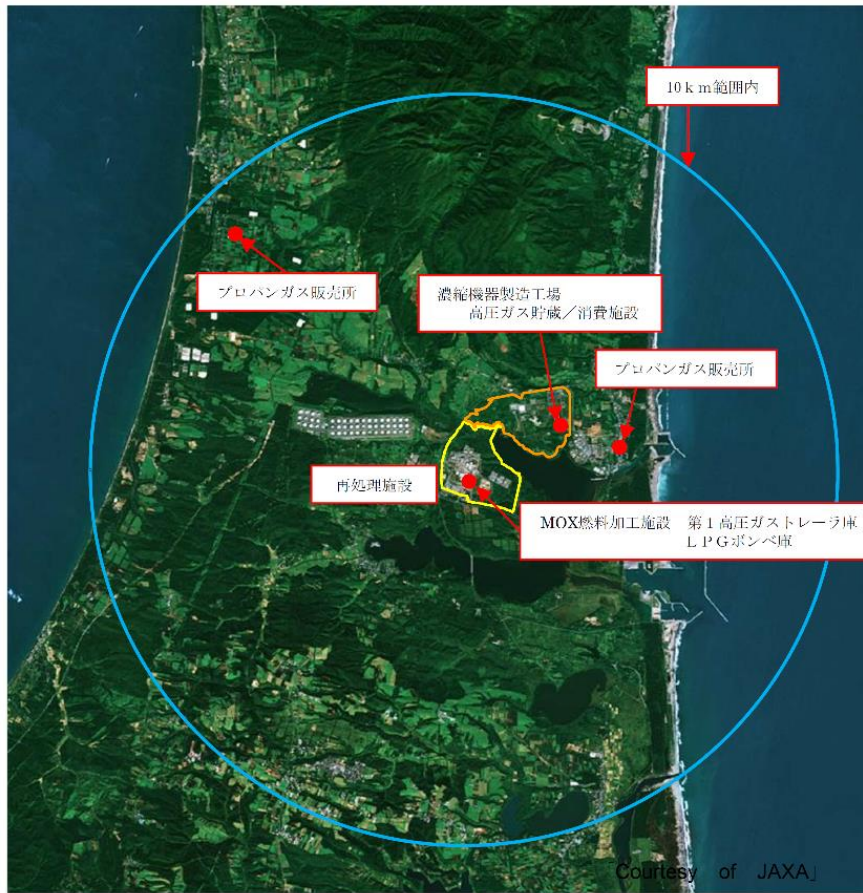 10ｋｍ範囲内
プロパンガス販売所
濃縮機器製造工場
高圧ガス貯蔵／消費施設
プロパンガス販売所
再処理施設
MOX燃料加工施設　第１高圧ガストレーラ庫
ＬＰＧボンベ庫
Courtesy of JAXA」